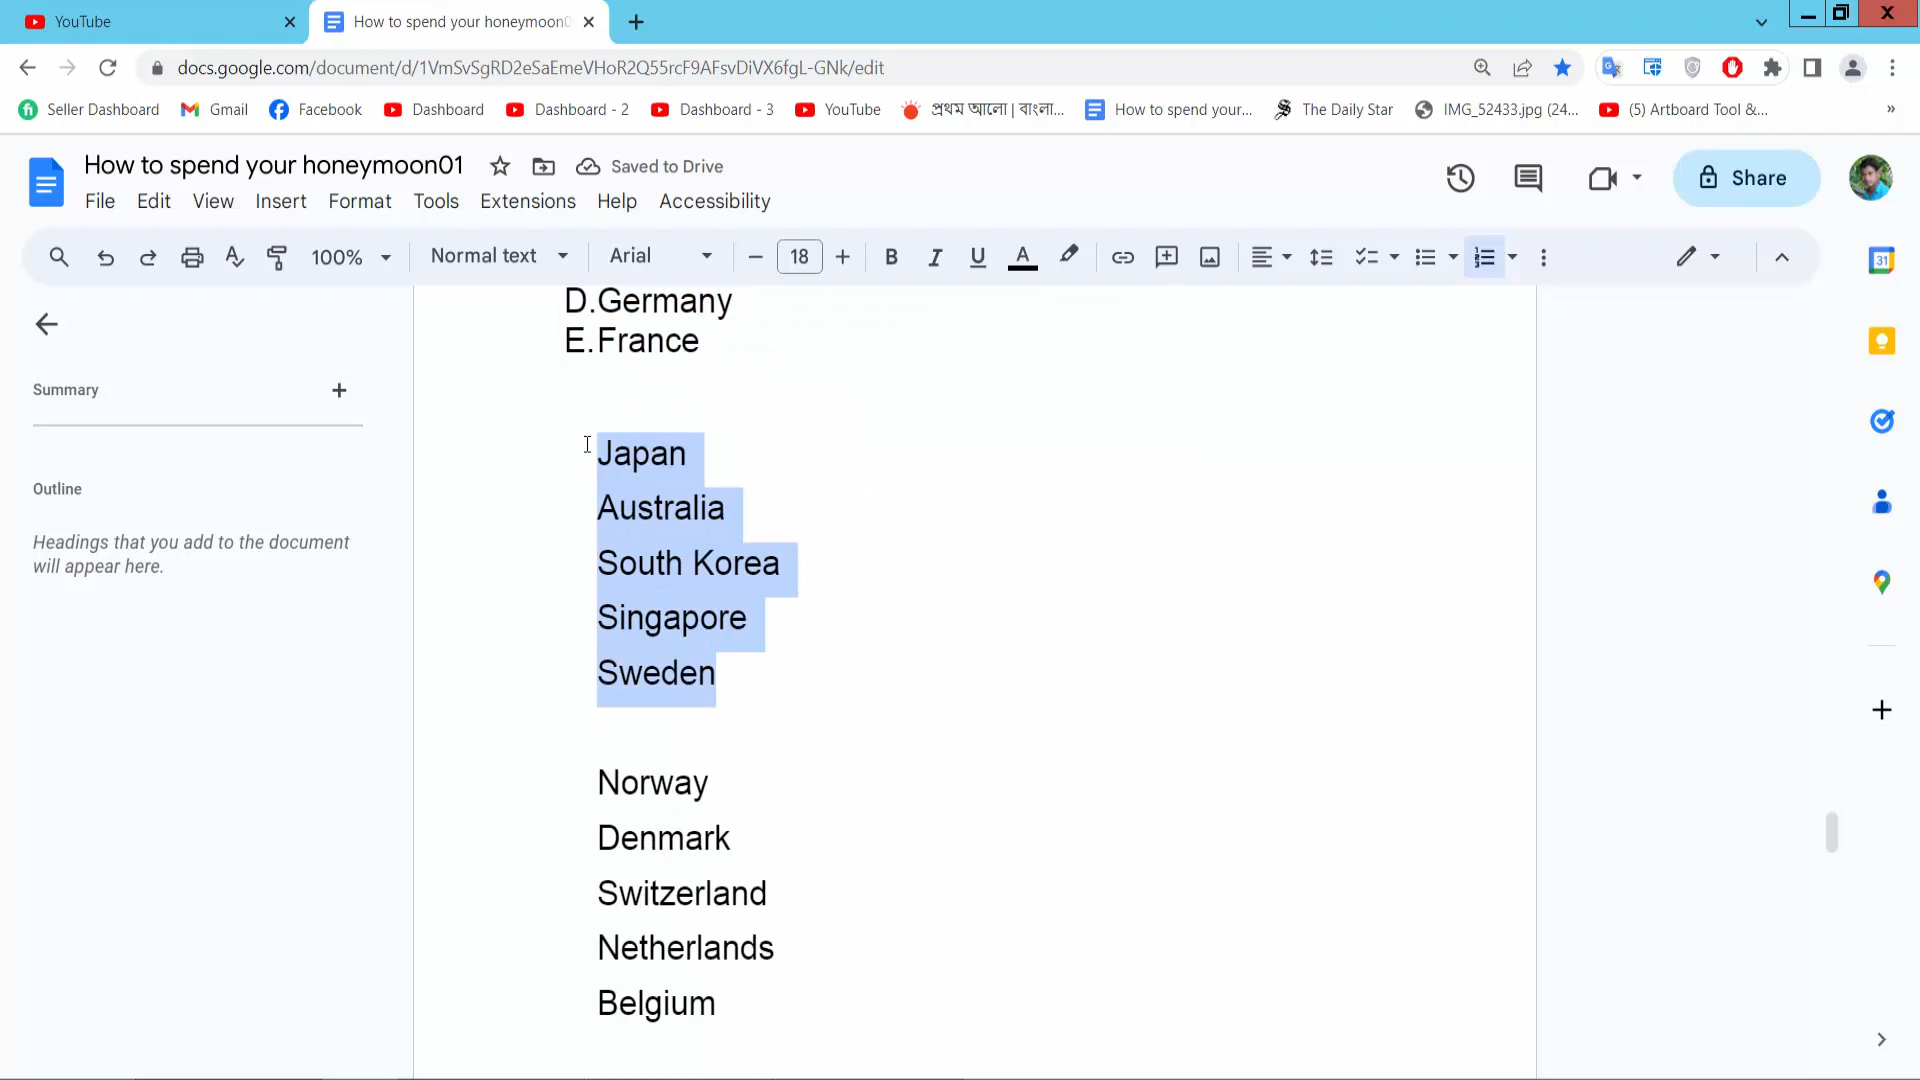 YouTube
How to spend your honeymoon0
docs.google.com/document/d/1VmSvSgRD2eSaEmeVHoR2Q55rcF9AFsvDiVX6fgL-GNk/edit
Seller Dashboard
Gmail
Facebook
Dashboard
Dashboard - 2
Dashboard - 3
YouTube
প্রথম আলো | বাংলা...
How to spend your...
The Daily Star
IMG_52433.jpg (24...
(5) Artboard Tool &...
»
How to spend your honeymoon01
Saved to Drive
Share
File Edit View Insert Format Tools Extensions Help Accessibility
100%
Normal text
Arial
18
B I U A
31
D.Germany
E.France
Summary
Outline
Headings that you add to the document
will appear here.
Japan
Australia
South Korea
Singapore
Sweden
Norway
Denmark
Switzerland
Netherlands
Belgium